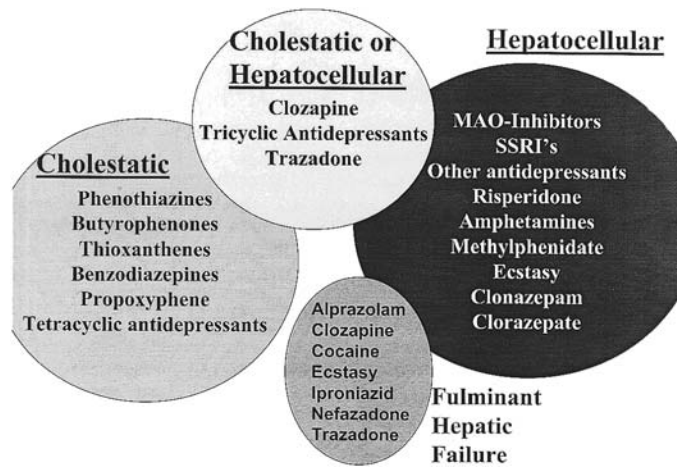 Cholestatic or
Hepatocellular
Clozapine
Tricyclic Antidepressants
Trazadone
Hepatocellular
MAO-Inhibitors
SSRI's
Other antidepressants
Risperidone
Amphetamines
Methylphenidate
Ecstasy
Clonazepam
Clorazepate
Cholestatic
Phenothiazines
Butyrophenones
Thioxanthenes
Benzodiazepines
Propoxyphene
Tetracyclic antidepressants
Alprazolam
Clozapine
Cocaine
Ecstasy
Iproniazid
Nefazadone
Trazadone
Fulminant
Hepatic
Failure